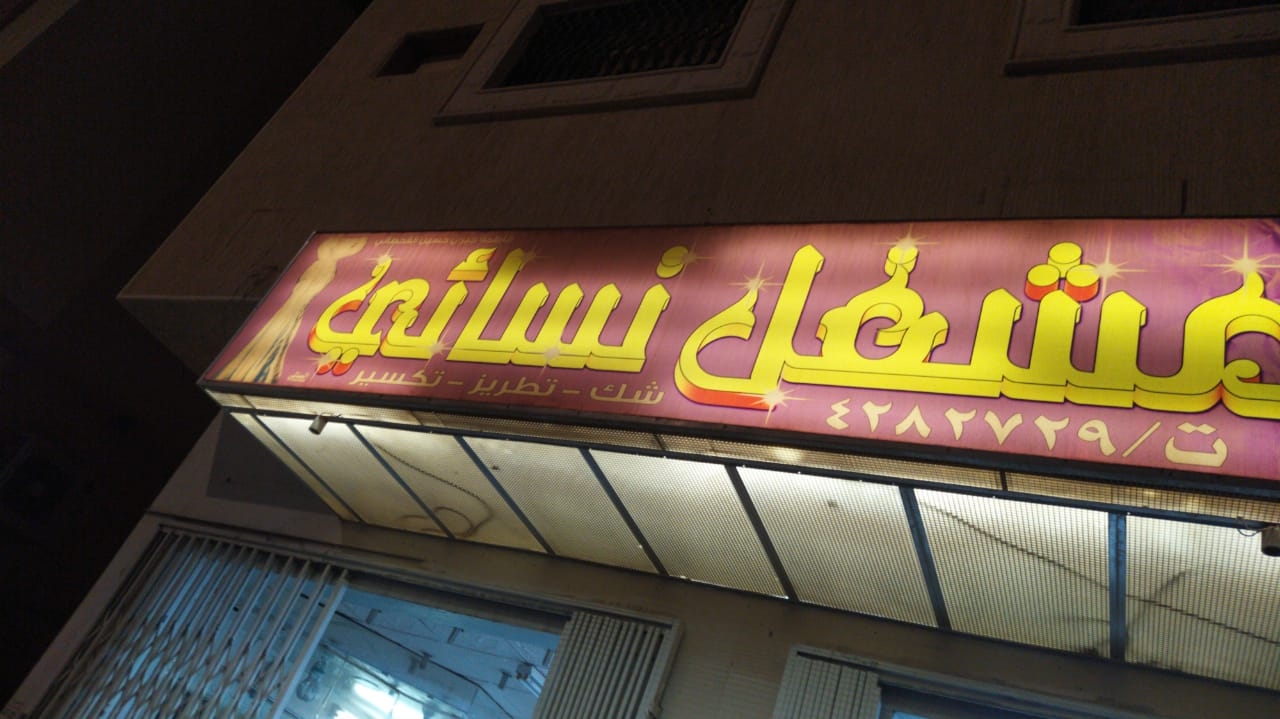 مشغل نسائي
شك - تطريز - تكسير
ت/٤٢٨٢٧٢٩